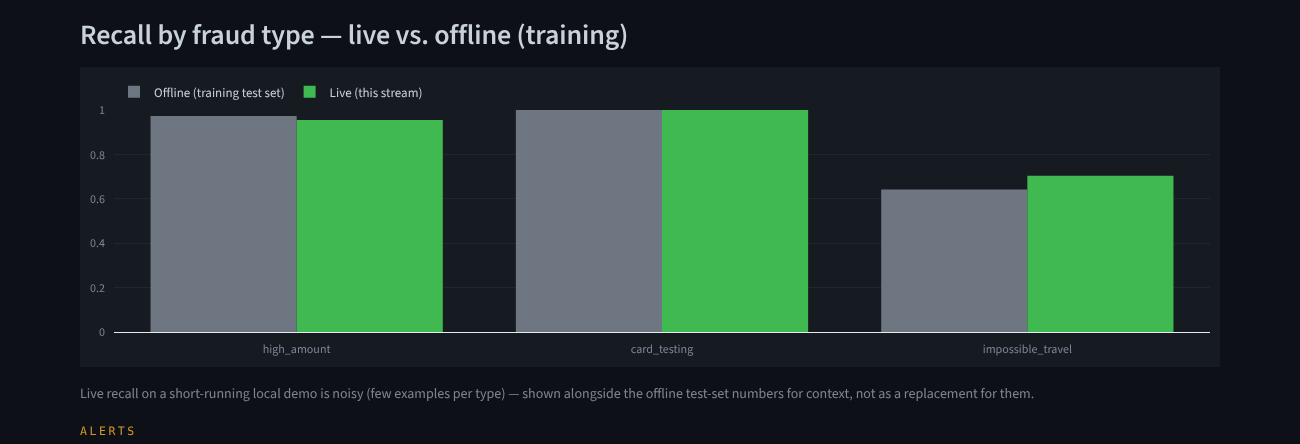 Recall by fraud type — live vs. offline (training)
Offline (training test set) Live (this stream)
1
0.8
0.6
0.4
0.2
0
high_amount card_testing impossible_travel
Live recall on a short-running local demo is noisy (few examples per type) — shown alongside the offline test-set numbers for context, not as a replacement for them.
ALERTS